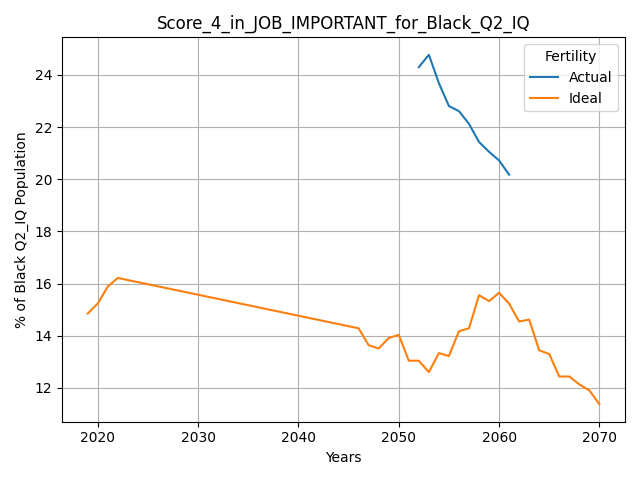 Score_4_in_JOB_IMPORTANT_for_Black_Q2_IQ
% of Black Q2_IQ Population
24
22
20
18
16
14
12
Fertility
Actual
Ideal
2020 2030 2040 2050 2060 2070
Years